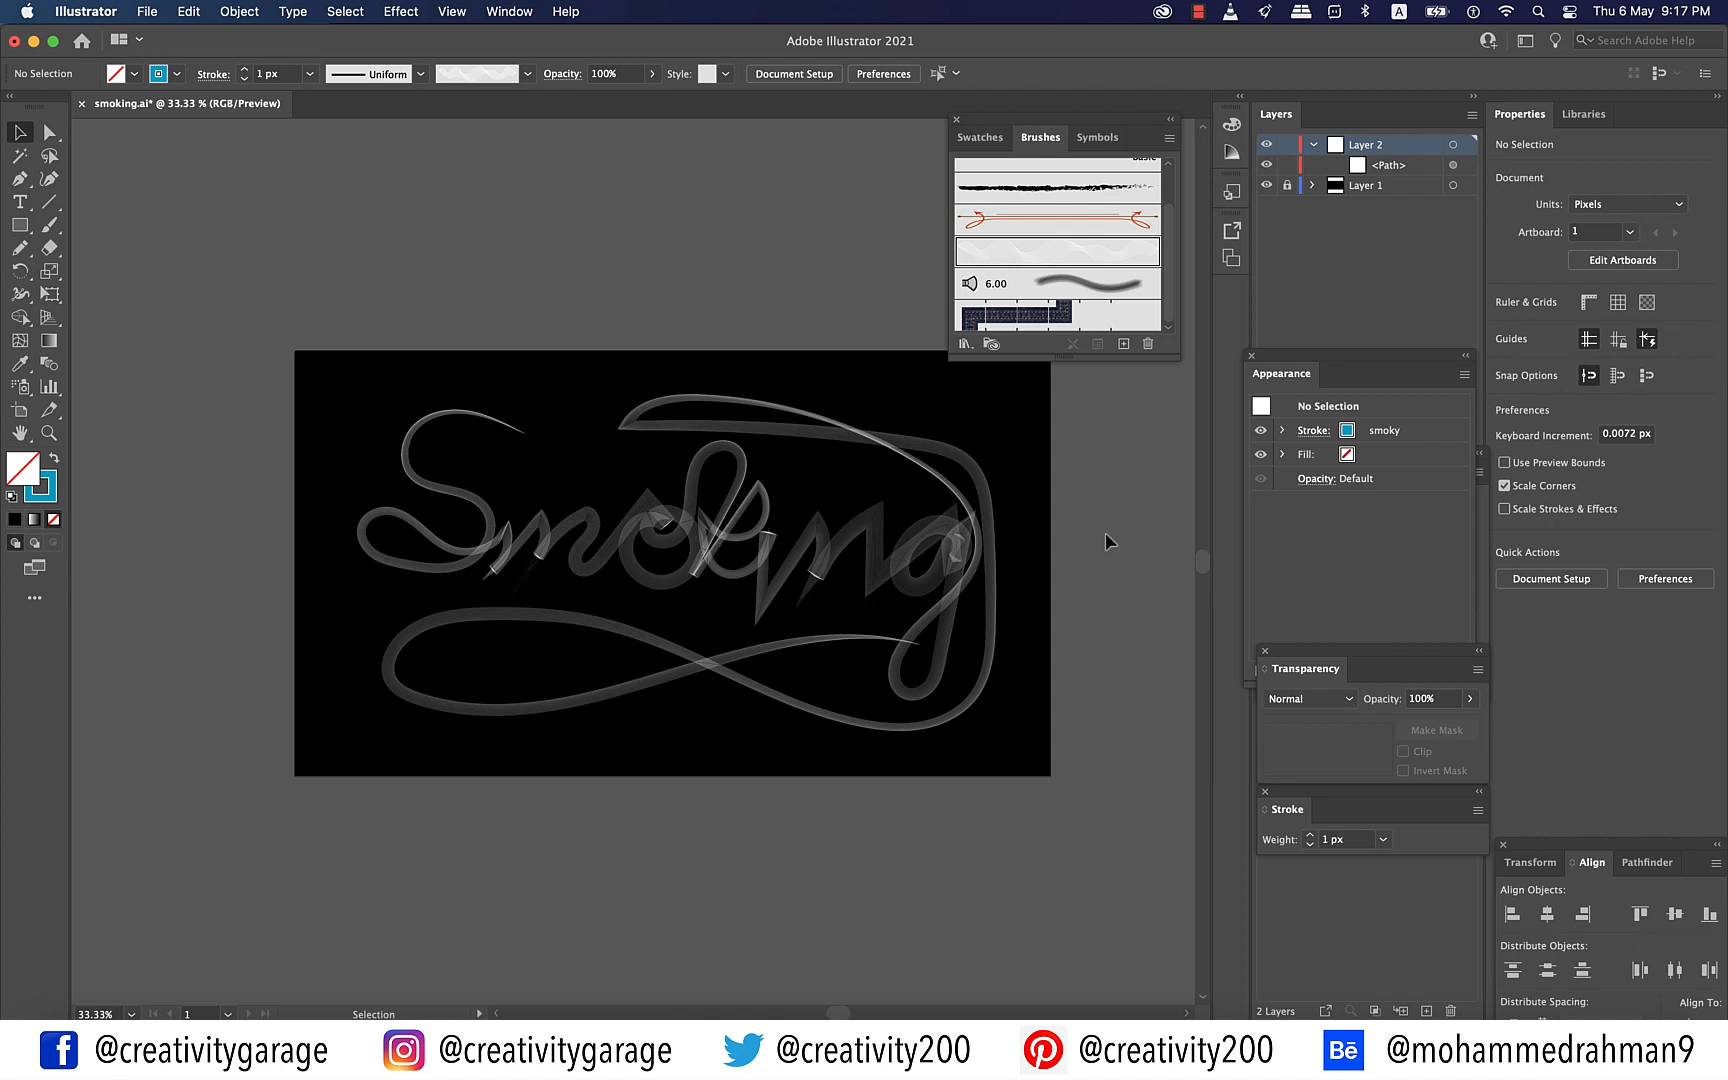 Illustrator File Edit Object Type Select Effect View Window Help
A
Thu 6 May 9:17 PM
Adobe Illustrator 2021
Search Adobe Help
No Selection
Stroke: 1 px
Uniform
Opacity: 100%
Style:
Document Setup
Preferences
× smoking.ai* @ 33.33 % (RGB/Preview)
Swatches Brushes Symbols
Basic
6.00
Smoking
Layers
Layer 2
<Path>
Layer 1
Appearance
No Selection
Stroke: smoky
Fill:
Opacity: Default
Transparency
Normal Opacity: 100%
Make Mask
Clip
Invert Mask
Stroke
Weight: 1 px
2 Layers
Properties Libraries
No Selection
Document
Units: Pixels
Artboard: 1
Edit Artboards
Ruler & Grids
Guides
Snap Options
Preferences
Keyboard Increment: 0.0072 px
Use Preview Bounds
Scale Corners
Scale Strokes & Effects
Quick Actions
Document Setup Preferences
Transform Align Pathfinder
Align Objects:
Distribute Objects:
Distribute Spacing: Align To:
33.33% 1 Selection
@creativitygarage @creativitygarage @creativity200 @creativity200 Bē @mohammedrahman9